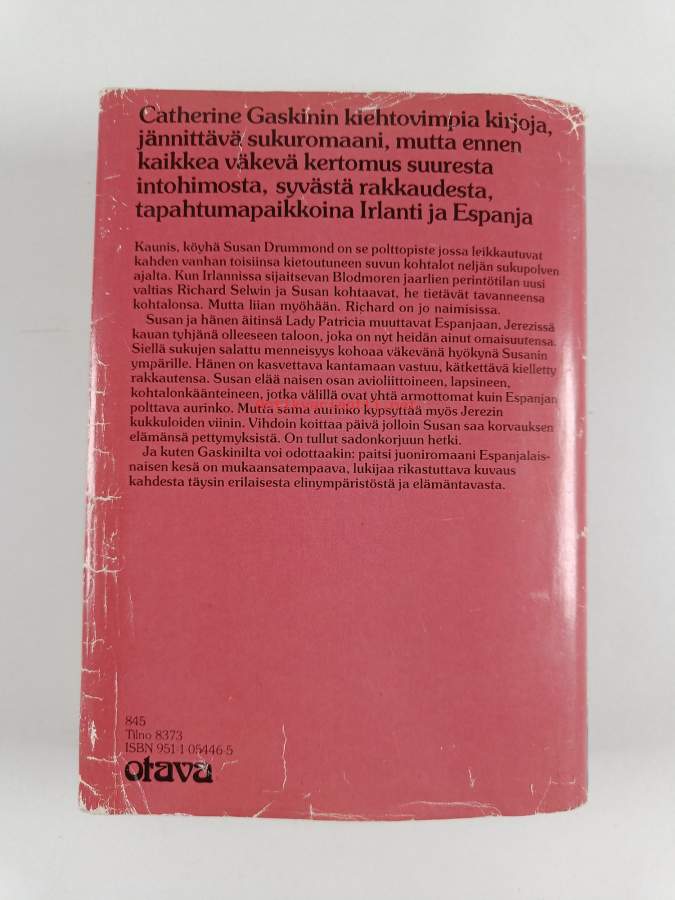 Catherine Gaskinin kiehtovimpia kirjoja,
jännittävä sukuromaani, mutta ennen
kaikkea väkevä kertomus suuresta
intohimosta, syvästä rakkaudesta,
tapahtumapaikkoina Irlanti ja Espanja
Kaunis, köyhä Susan Drummond on se polttopiste jossa leikkautuvat
kahden vanhan toisiinsa kietoutuneen suvun kohtalot neljän sukupolven
ajalta. Kun Irlannissa sijaitsevan Blodmoren jaarlien perintötilan uusi
valtias Richard Selwin ja Susan kohtaavat, he tietävät tavanneensa
kohtalonsa. Mutta liian myöhään. Richard on jo naimisissa.
Susan ja hänen äitinsä Lady Patricia muuttavat Espanjaan, Jerezissä
kauan tyhjänä olleeseen taloon, joka on nyt heidän ainut omaisuutensa.
Siellä sukujen salattu menneisyys kohoaa väkevänä hyökynä Susanin
ympärille. Hänen on kasvettava kantamaan vastuu, kätkettävä kielletty
rakkautensa. Susan elää naisen osan avioliittoineen, lapsineen,
kohtalonkäänteineen, jotka välillä ovat yhtä armottomat kuin Espanjan
polttava aurinko. Mutta sama aurinko kypsyttää myös Jerezin
kukkuloiden viinin. Vihdoin koittaa päivä jolloin Susan saa korvauksen
elämänsä pettymyksistä. On tullut sadonkorjuun hetki.
Ja kuten Gaskinilta voi odottaakin: paitsi juoniromaani Espanjalais-
naisen kesä on mukaansatempaava, lukijaa rikastuttava kuvaus
kahdesta täysin erilaisesta elinympäristöstä ja elämäntavasta.
845
Tilno 8373
ISBN 951-1-05446-5
otava